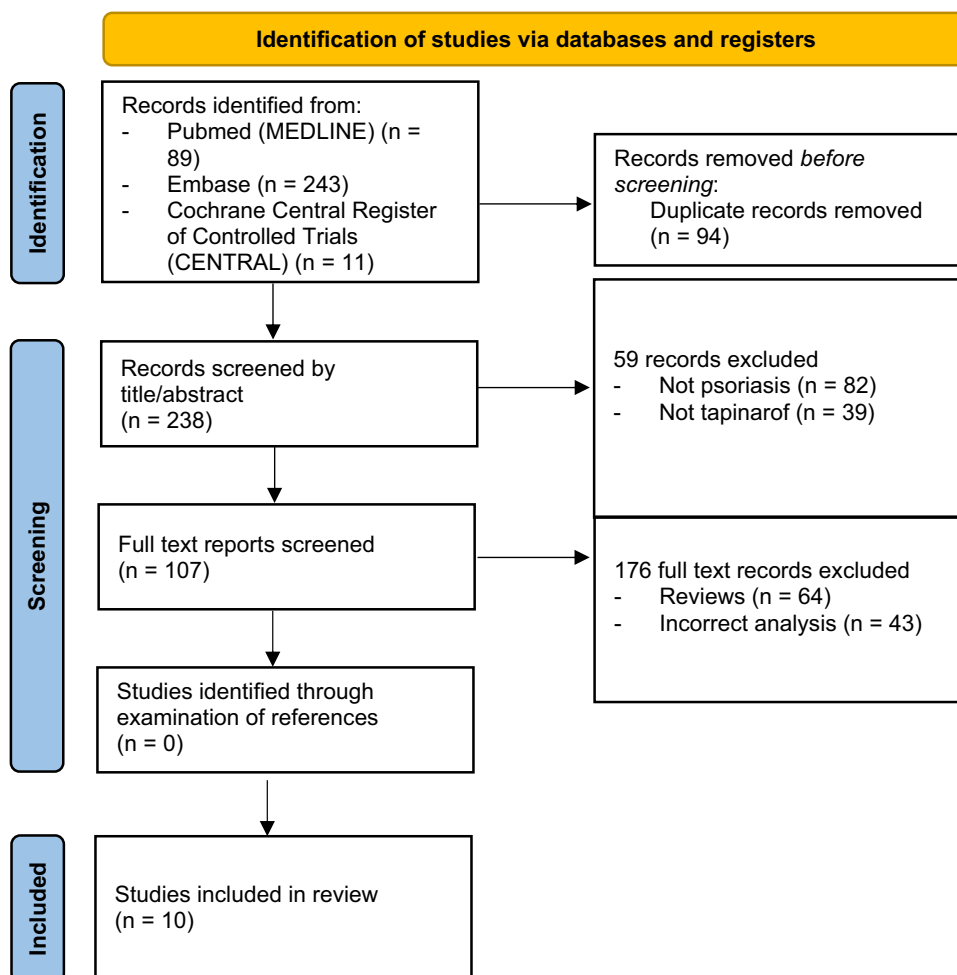 Identification of studies via databases and registers
Identification
Records identified from:
- Pubmed (MEDLINE) (n =
89)
- Embase (n = 243)
- Cochrane Central Register
of Controlled Trials
(CENTRAL) (n = 11)
Records removed before
screening:
Duplicate records removed
(n = 94)
Screening
Records screened by
title/abstract
(n = 238)
59 records excluded
- Not psoriasis (n = 82)
- Not tapinarof (n = 39)
Full text reports screened
(n = 107)
176 full text records excluded
- Reviews (n = 64)
- Incorrect analysis (n = 43)
Studies identified through
examination of references
(n = 0)
Included
Studies included in review
(n = 10)